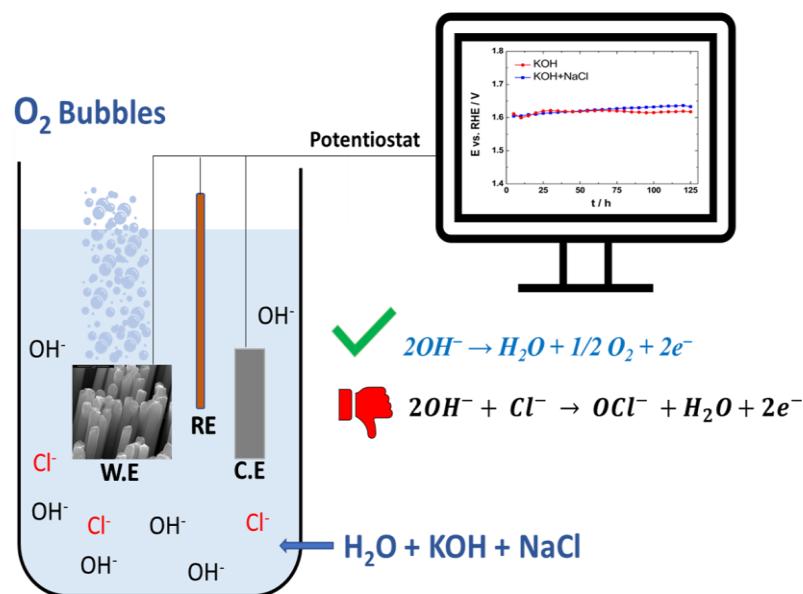 O₂ Bubbles
Potentiostat
KOH
KOH+NaCl
E vs. RHE / V
1.8
1.7
1.6
1.5
1.4
0 25 50 75 100 125
t / h
OH⁻
OH⁻
2OH⁻ → H₂O + 1/2 O₂ + 2e⁻
2OH⁻ + Cl⁻ → OCl⁻ + H₂O + 2e⁻
RE
W.E
C.E
Cl⁻
OH⁻
Cl⁻
OH⁻
Cl⁻
OH⁻
OH⁻
H₂O + KOH + NaCl